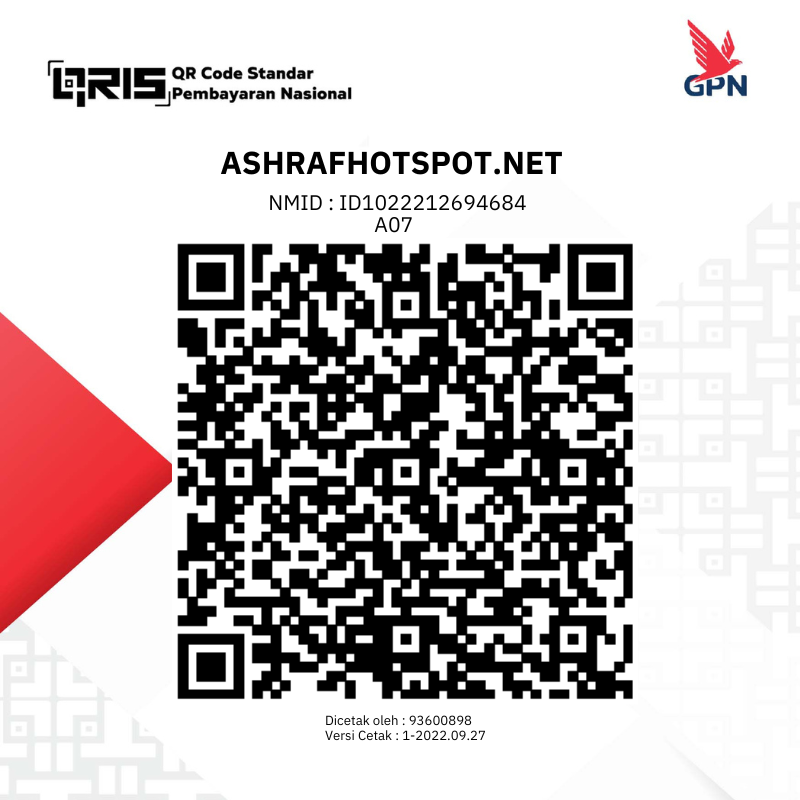 QRIS QR Code Standar
Pembayaran Nasional
GPN
ASHRAFHOTSPOT.NET
NMID : ID1022212694684
A07
Dicetak oleh : 93600898
Versi Cetak : 1-2022.09.27